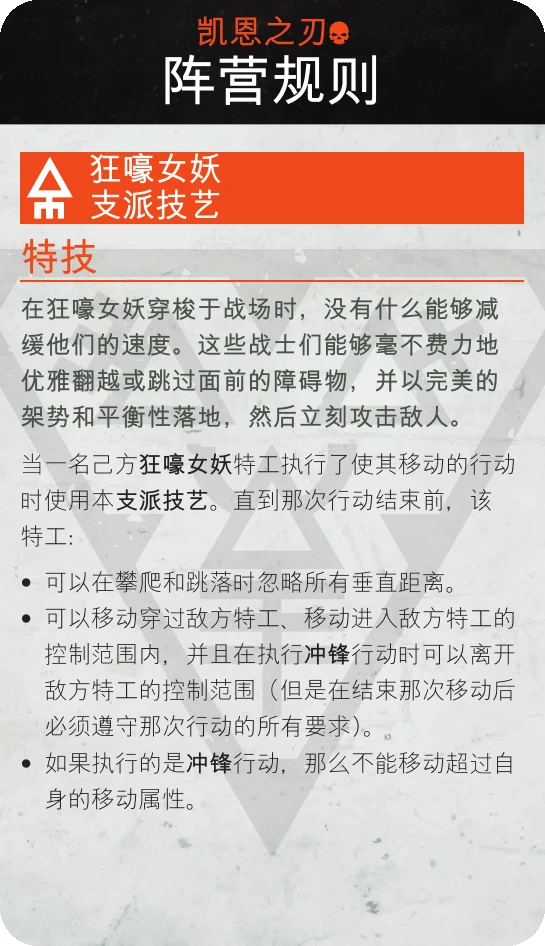 凯恩之刃
阵营规则
狂嚎女妖
支派技艺
特技
在狂嚎女妖穿梭于战场时，没有什么能够减
缓他们的速度。这些战士们能够毫不费力地
优雅翻越或跳过面前的障碍物，并以完美的
架势和平衡性落地，然后立刻攻击敌人。
当一名己方狂嚎女妖特工执行了使其移动的行动
时使用本支派技艺。直到那次行动结束前，该
特工:
• 可以在攀爬和跳落时忽略所有垂直距离。
• 可以移动穿过敌方特工、移动进入敌方特工的
控制范围内，并且在执行冲锋行动时可以离开
敌方特工的控制范围（但是在结束那次移动后
必须遵守那次行动的所有要求）。
• 如果执行的是冲锋行动，那么不能移动超过自
身的移动属性。